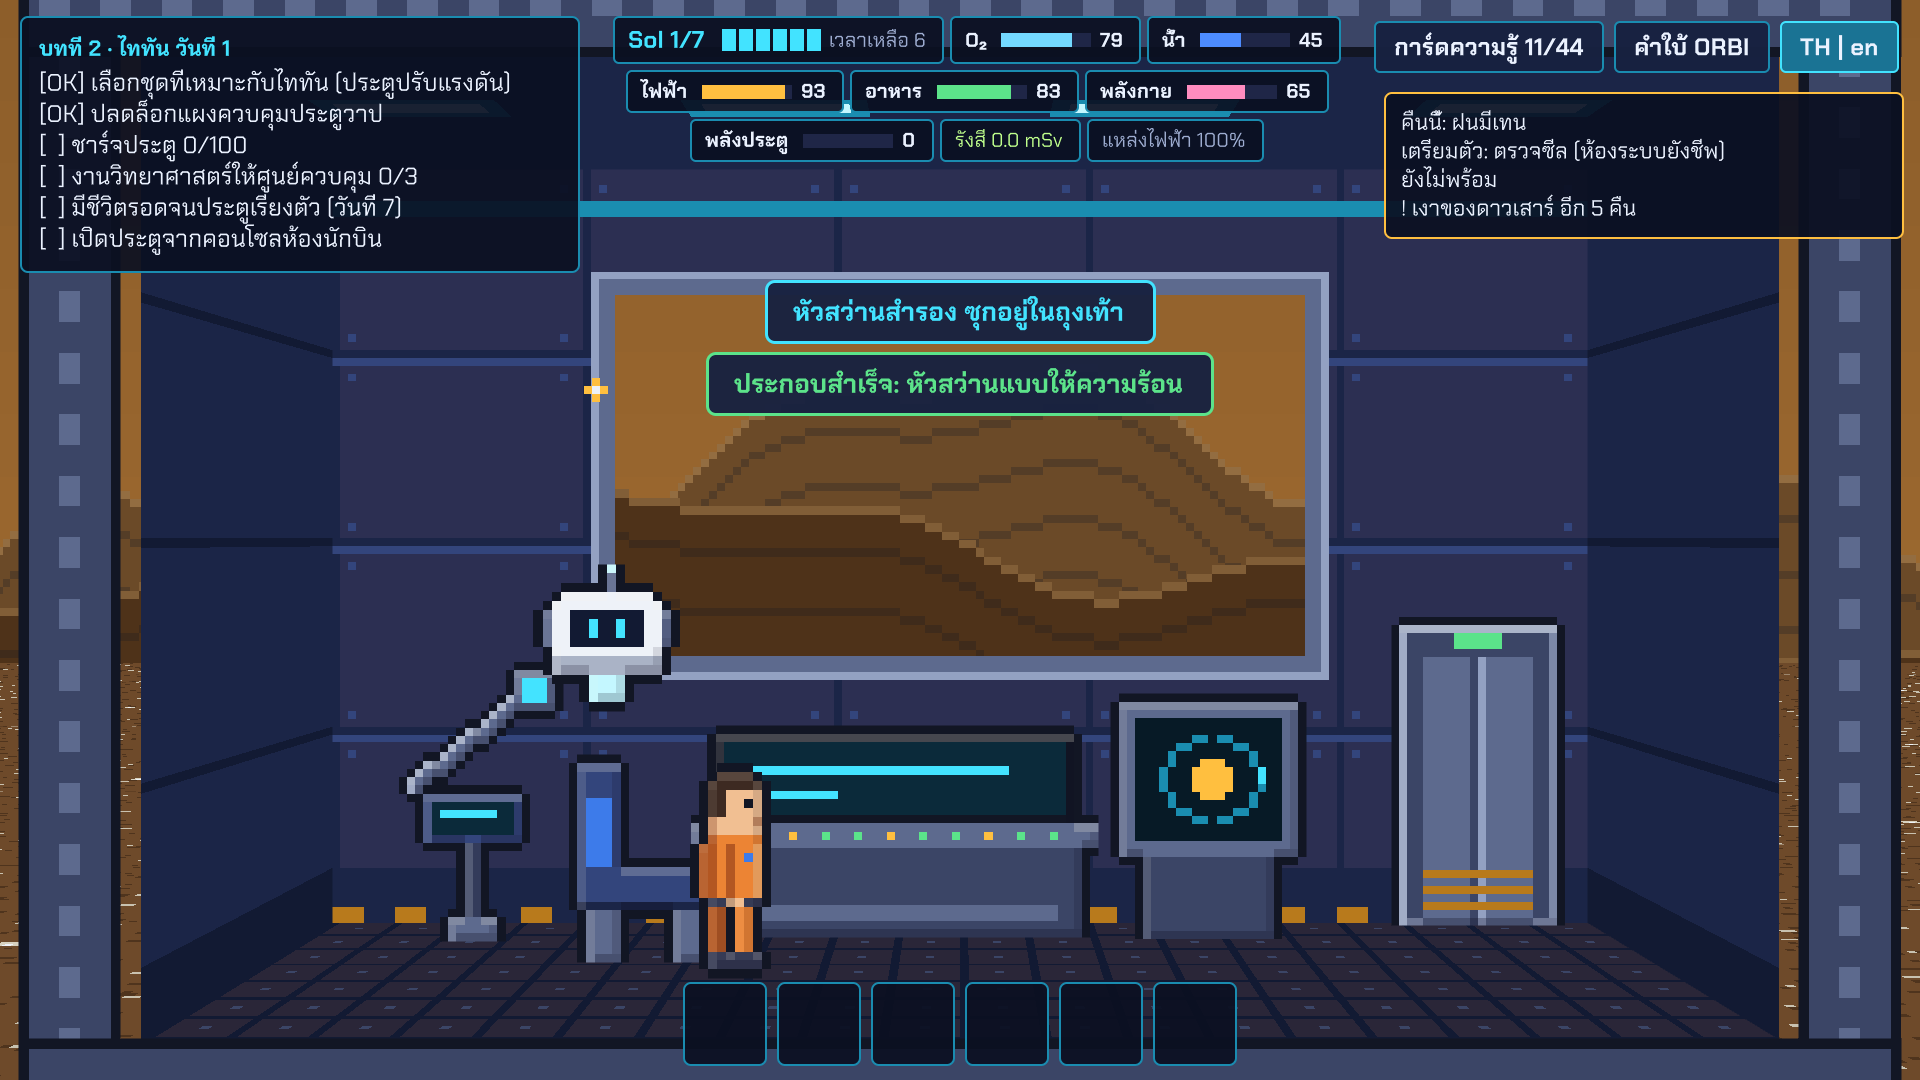 บทที่ 2 · ไททัน วันที่ 1
[OK] เลือกชุดที่เหมาะกับไททัน (ประตูปรับแรงดัน)
[OK] ปลดล็อกแผงควบคุมประตูวาป
[ ] ชาร์จประตู 0/100
[ ] งานวิทยาศาสตร์ให้ศูนย์ควบคุม 0/3
[ ] มีชีวิตรอดจนประตูเรียงตัว (วันที่ 7)
[ ] เปิดประตูจากคอนโซลห้องนักบิน
Sol 1/7 เวลาเหลือ 6
O₂ 79
น้ำ 45
ไฟฟ้า 93
อาหาร 83
พลังกาย 65
พลังประตู 0
รังสี 0.0 mSv
แหล่งไฟฟ้า 100%
การ์ดความรู้ 11/44
คำใบ้ ORBI
TH | en
คืนนี้: ฝนมีเทน
เตรียมตัว: ตรวจซีล (ห้องระบบยังชีพ)
ยังไม่พร้อม
! เงาของดาวเสาร์ อีก 5 คืน
หัวสว่านสำรอง ซุกอยู่ในถุงเท้า
ประกอบสำเร็จ: หัวสว่านแบบให้ความร้อน